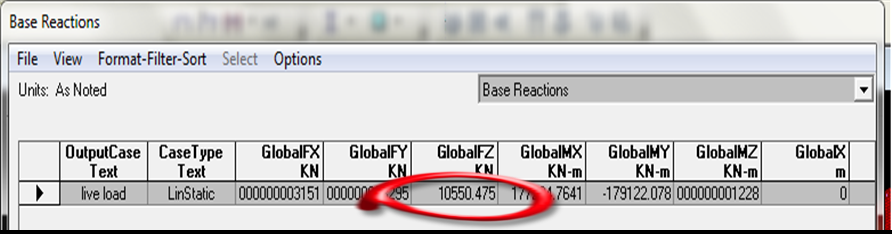 Base Reactions
File View Format-Filter-Sort Select Options
Units: As Noted
Base Reactions
OutputCase CaseType GlobalFX GlobalFY GlobalFZ GlobalMX GlobalMY GlobalMZ GlobalX
Text Text KN KN KN KN-m KN-m KN-m m
live load LinStatic 000000003151 10550.475 -179122.078 000000001228 0